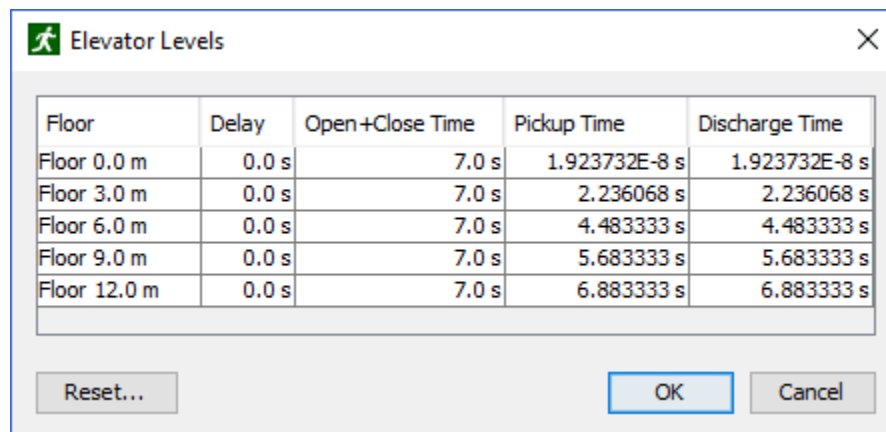 Elevator Levels
Floor Delay Open+Close Time Pickup Time Discharge Time
Floor 0.0 m 0.0 s 7.0 s 1.923732E-8 s 1.923732E-8 s
Floor 3.0 m 0.0 s 7.0 s 2.236068 s 2.236068 s
Floor 6.0 m 0.0 s 7.0 s 4.483333 s 4.483333 s
Floor 9.0 m 0.0 s 7.0 s 5.683333 s 5.683333 s
Floor 12.0 m 0.0 s 7.0 s 6.883333 s 6.883333 s
Reset... OK Cancel